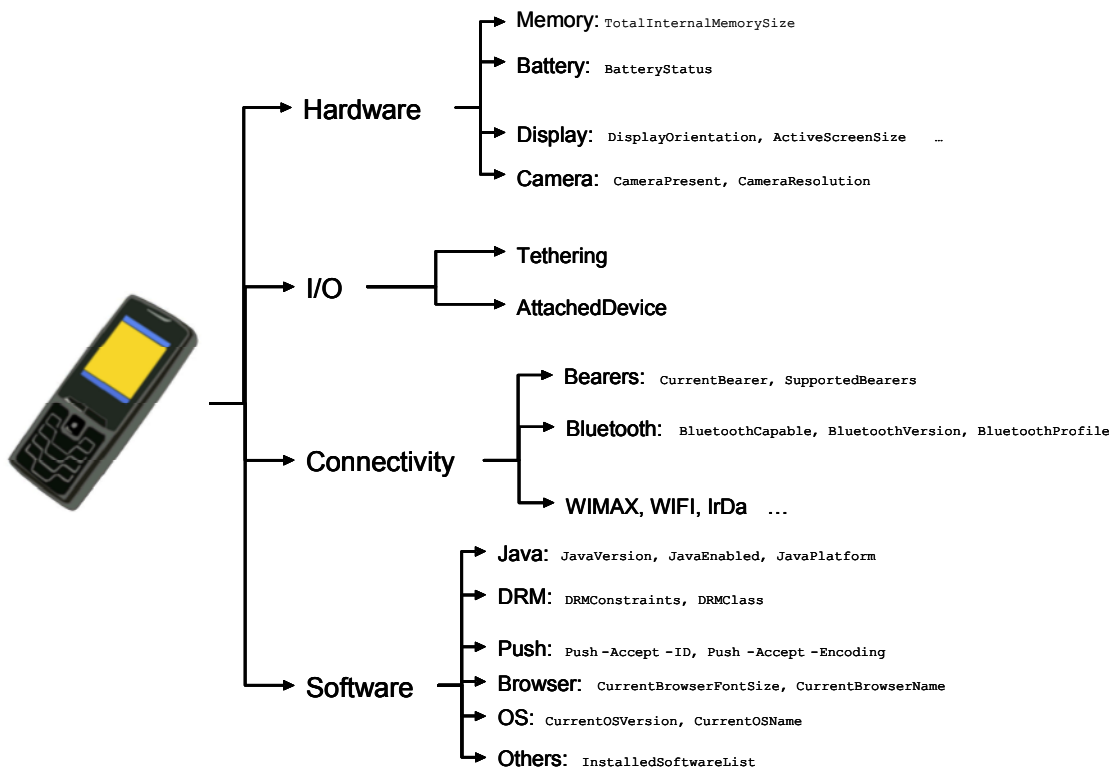 Memory: TotalInternalMemorySize
Battery: BatteryStatus
Hardware
Display: DisplayOrientation, ActiveScreenSize …
Camera: CameraPresent, CameraResolution
Tethering
I/O
AttachedDevice
Bearers: CurrentBearer, SupportedBearers
Bluetooth: BluetoothCapable, BluetoothVersion, BluetoothProfile
Connectivity
WIMAX, WIFI, IrDa …
Java: JavaVersion, JavaEnabled, JavaPlatform
DRM: DRMConstraints, DRMClass
Push: Push-Accept-ID, Push-Accept-Encoding
Software
Browser: CurrentBrowserFontSize, CurrentBrowserName
OS: CurrentOSVersion, CurrentOSName
Others: InstalledSoftwareList